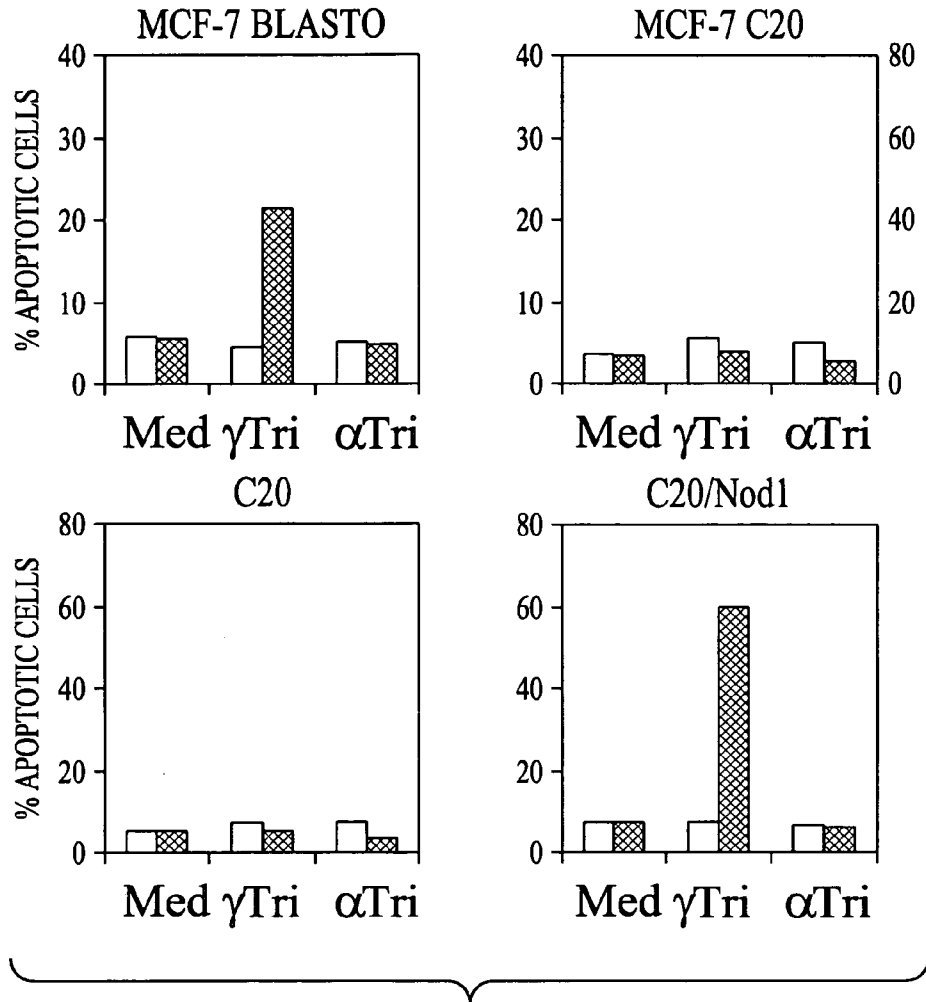 MCF-7 BLASTO
MCF-7 C20
% APOPTOTIC CELLS
40
30
20
10
0
40
30
20
10
0
80
60
40
20
0
Med γTri αTri
Med γTri αTri
C20
C20/Nod1
% APOPTOTIC CELLS
80
60
40
20
0
80
60
40
20
0
Med γTri αTri
Med γTri αTri